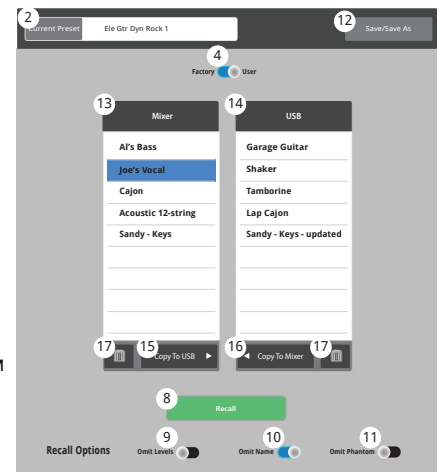 2 Current Preset Ele Gtr Dyn Rock 1 12 Save/Save As
4
Factory User
13 Mixer 14 USB
Al's Bass Garage Guitar
Joe's Vocal Shaker
Cajon Tamborine
Acoustic 12-string Lap Cajon
Sandy - Keys Sandy - Keys - updated
17 15 Copy To USB 16 Copy To Mixer 17
8 Recall
9 10 11
Recall Options Omit Levels Omit Name Omit Phantom